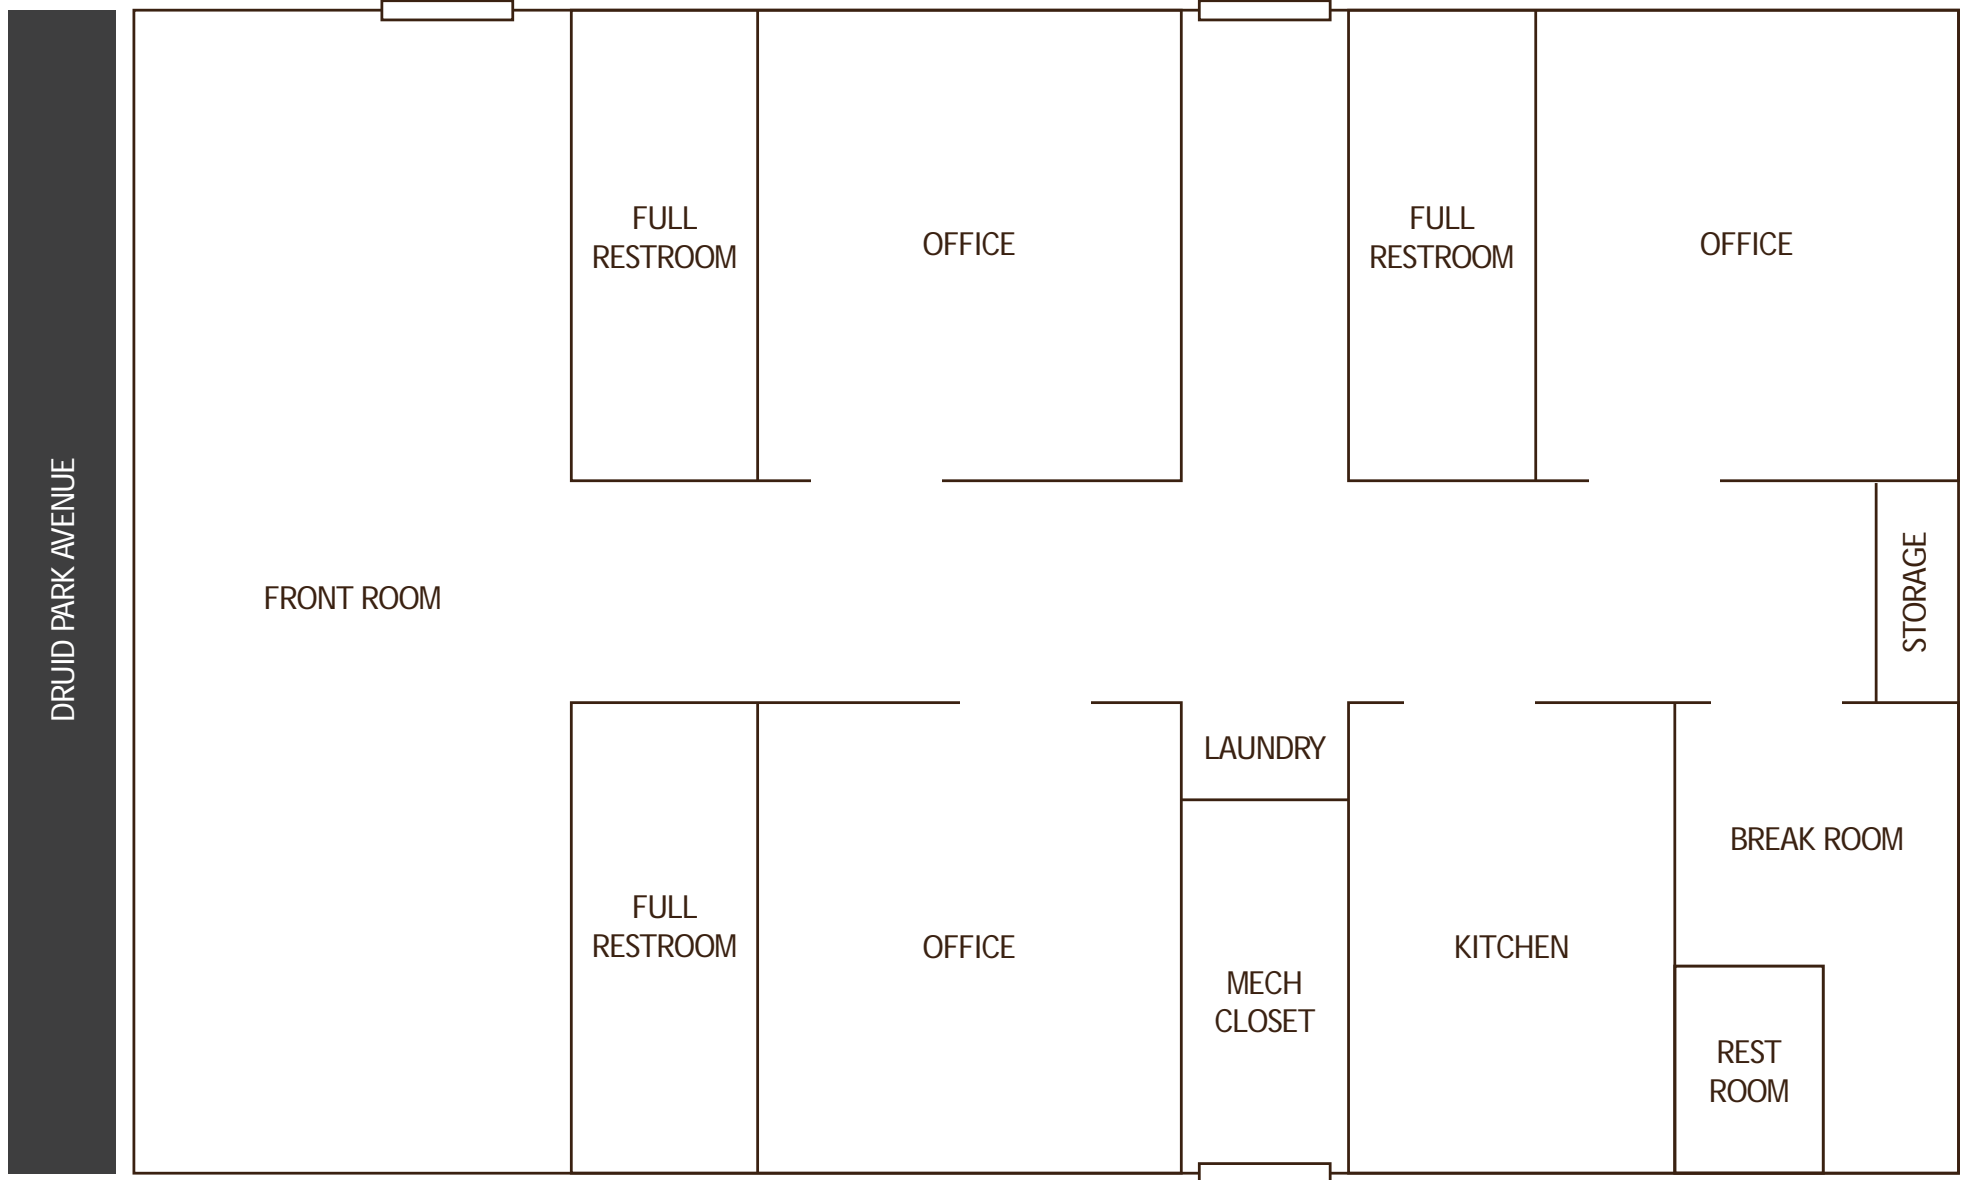 DRUID PARK AVENUE
FRONT ROOM
FULL
RESTROOM
OFFICE
FULL
RESTROOM
OFFICE
STORAGE
FULL
RESTROOM
OFFICE
LAUNDRY
MECH
CLOSET
KITCHEN
BREAK ROOM
REST
ROOM